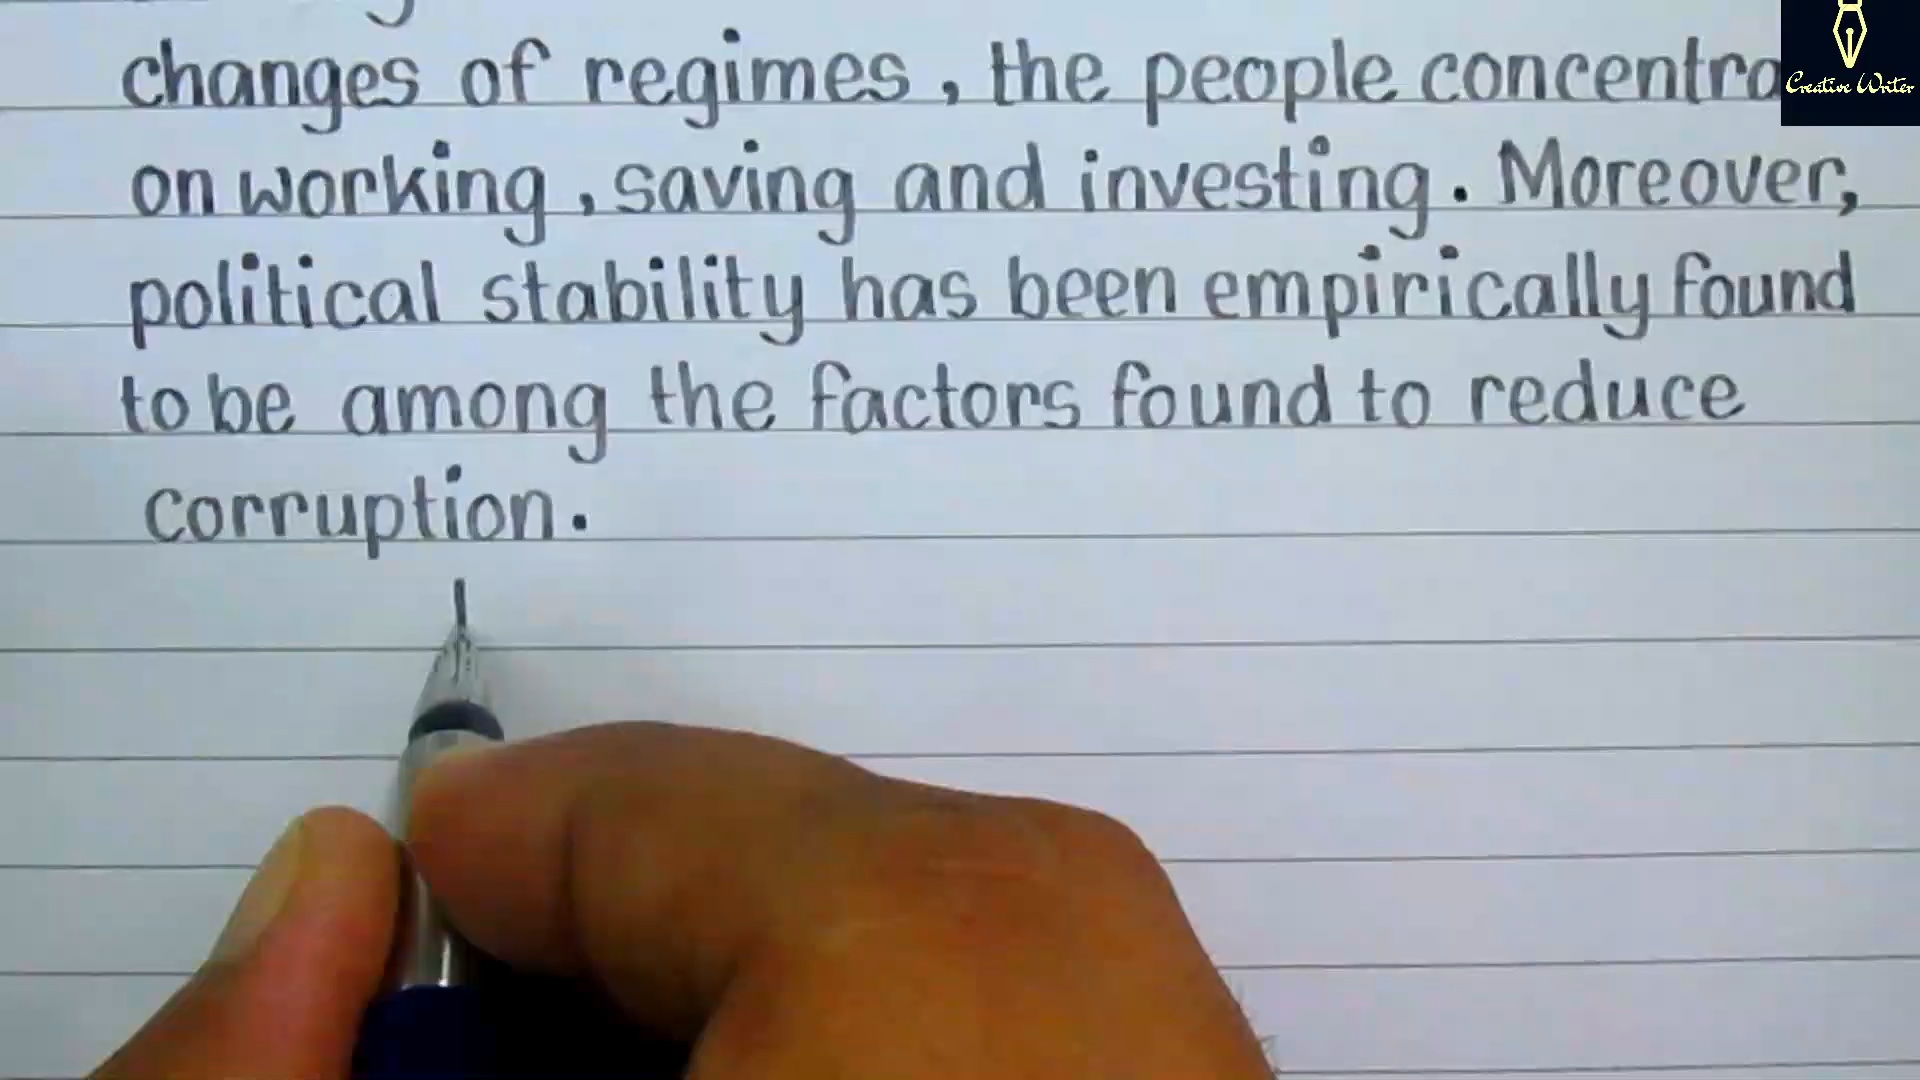 changes of regimes, the people concentra
Creative Writer
on working, saving and investing. Moreover,
political stability has been empirically found
to be among the factors found to reduce
corruption.